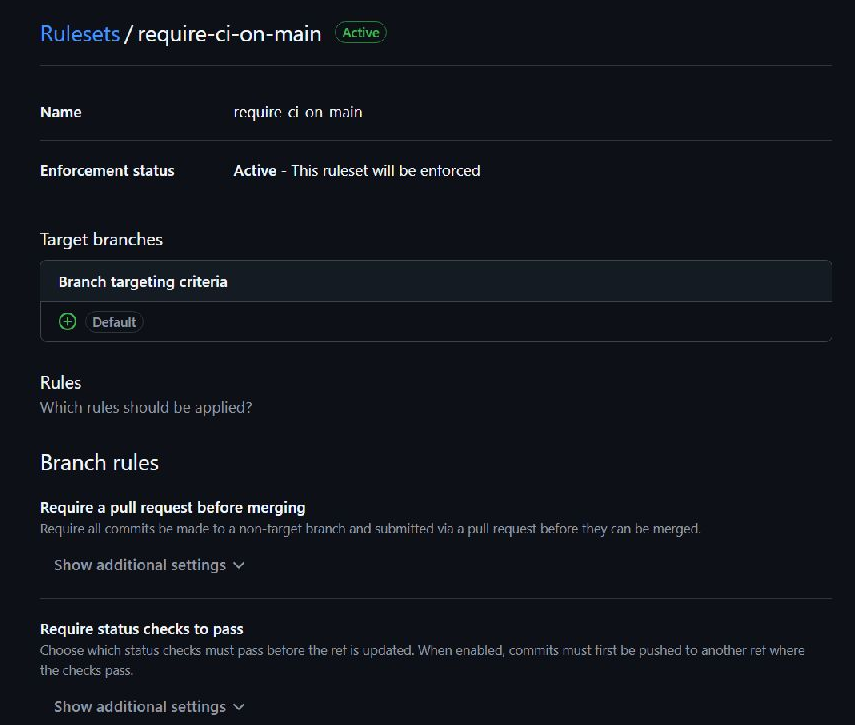 Rulesets / require-ci-on-main Active
Name require-ci-on-main
Enforcement status Active - This ruleset will be enforced
Target branches
Branch targeting criteria
Default
Rules
Which rules should be applied?
Branch rules
Require a pull request before merging
Require all commits be made to a non-target branch and submitted via a pull request before they can be merged.
Show additional settings
Require status checks to pass
Choose which status checks must pass before the ref is updated. When enabled, commits must first be pushed to another ref where
the checks pass.
Show additional settings